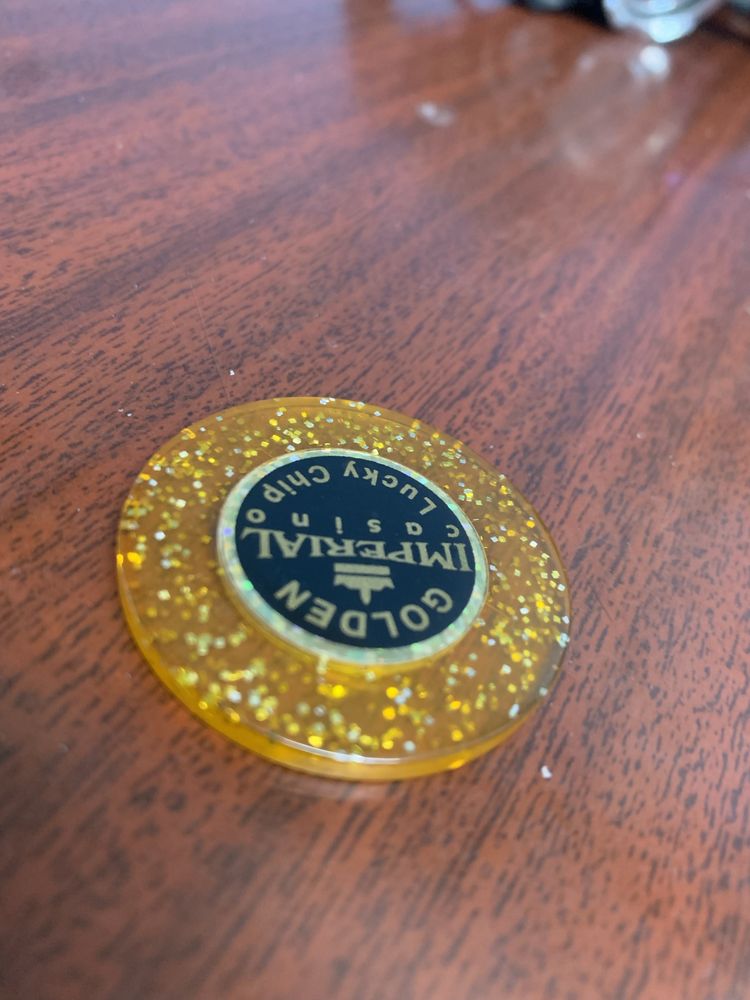 GOLDEN
IMPERIAL
casino
Lucky Chip